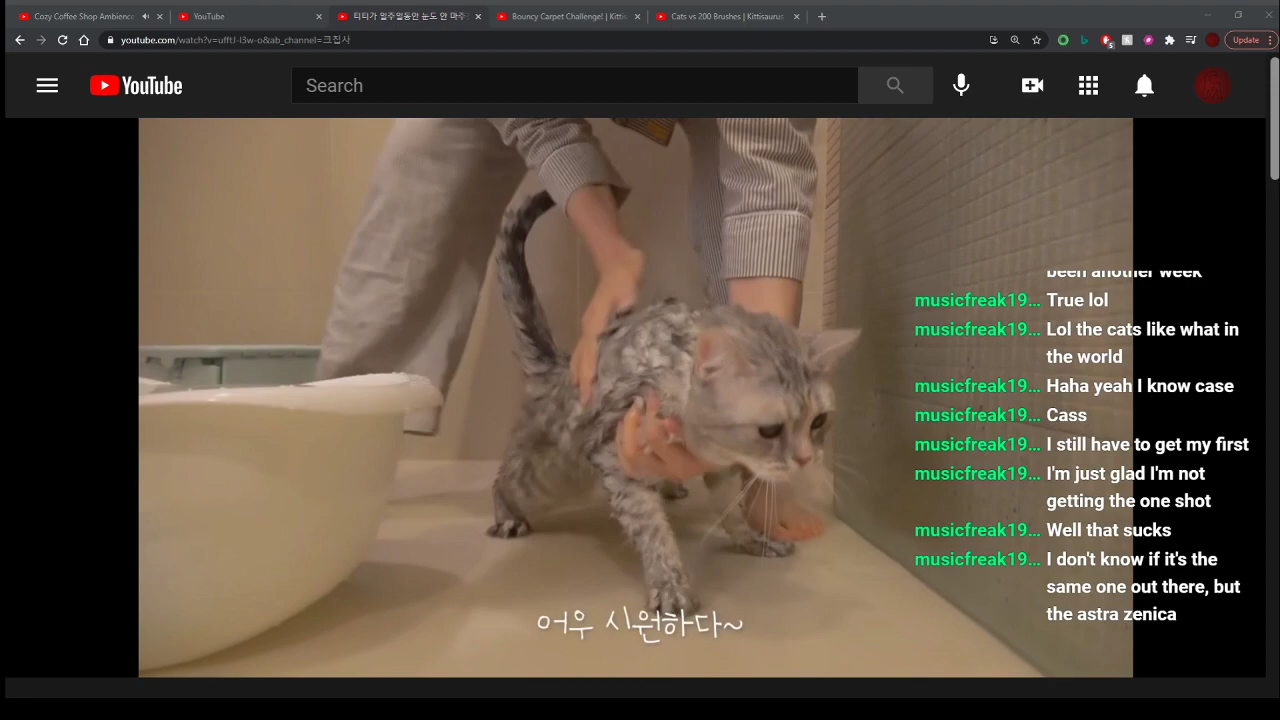 Cozy Coffee Shop Ambience
YouTube
티티가 일주일동안 눈도 안 마주
Bouncy Carpet Challenge! | Kitti
Cats vs 200 Brushes | Kittisaurus
youtube.com/watch?v=ufftJ-l3w-o&ab_channel=크집사
5
Update
YouTube
Search
been another week
musicfreak19... True lol
musicfreak19... Lol the cats like what in
the world
musicfreak19... Haha yeah I know case
musicfreak19... Cass
musicfreak19... I still have to get my first
musicfreak19... I'm just glad I'm not
getting the one shot
musicfreak19... Well that sucks
musicfreak19... I don't know if it's the
same one out there, but
the astra zenica
어우 시원하다~